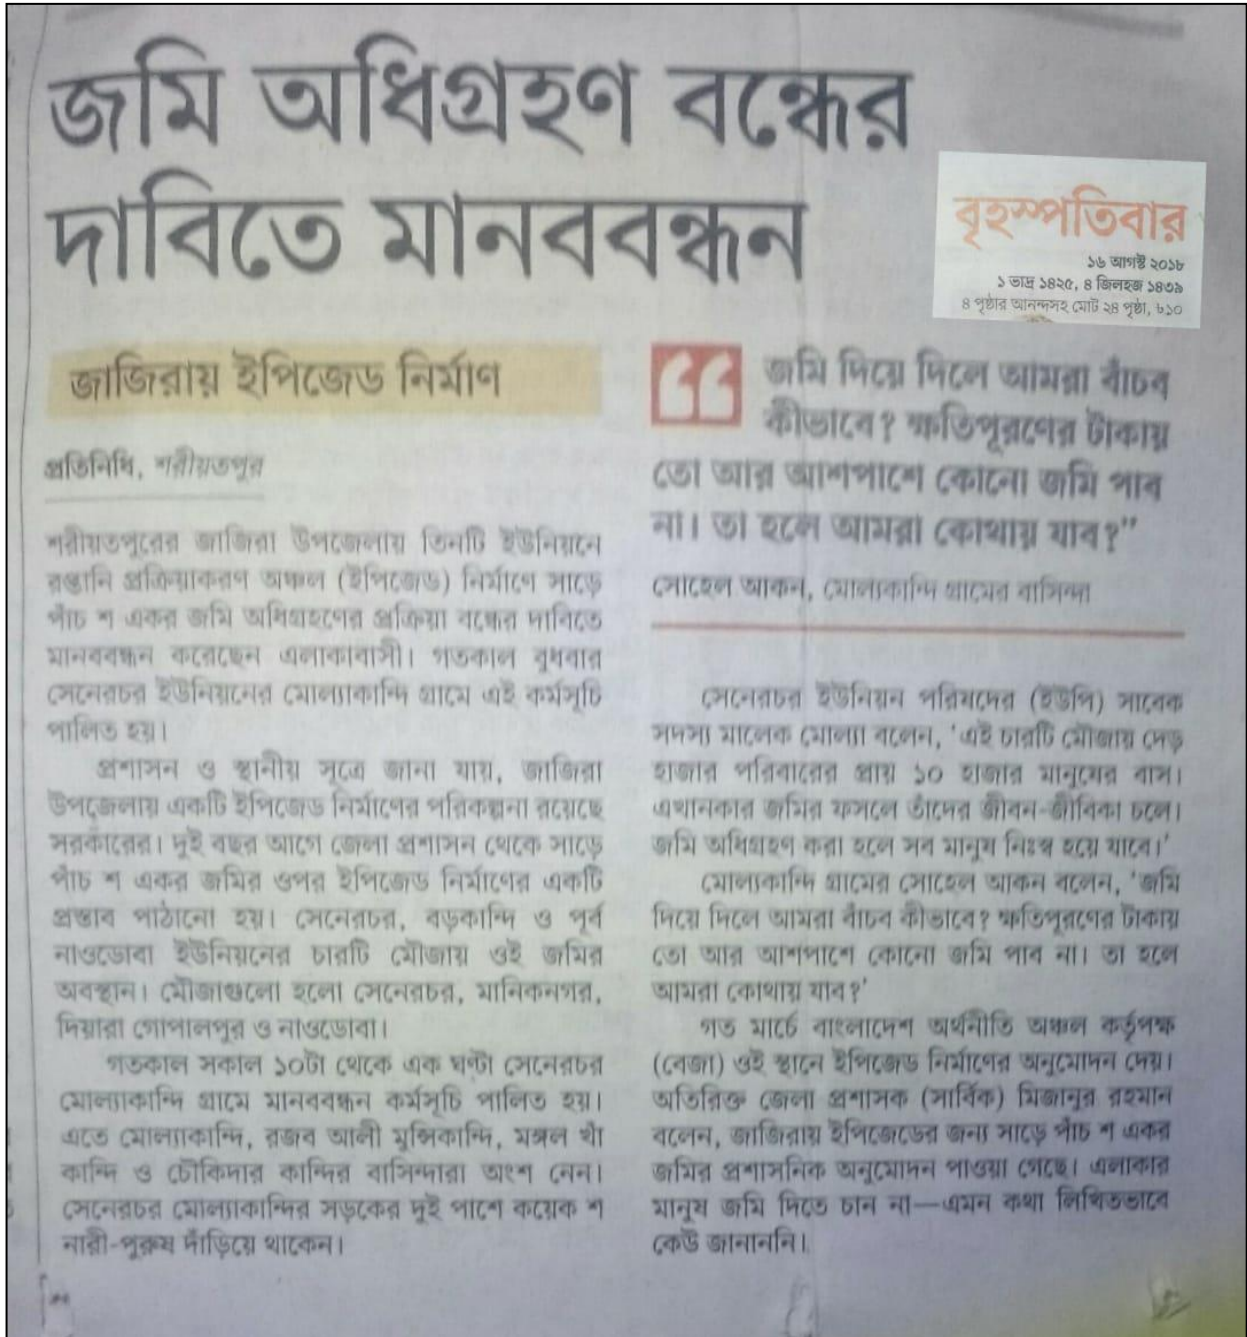 জমি অধিগ্রহণ বন্ধের
দাবিতে মানববন্ধন
বৃহস্পতিবার
১৬ আগস্ট ২০১৮
১ ভাদ্র ১৪২৫, ৪ জিলহজ ১৪৩৯
৪ পৃষ্ঠার আনন্দসহ মোট ২৪ পৃষ্ঠা, ৳১০
জাজিরায় ইপিজেড নির্মাণ
প্রতিনিধি, শরীয়তপুর
শরীয়তপুরের জাজিরা উপজেলায় তিনটি ইউনিয়নে
রপ্তানি প্রক্রিয়াকরণ অঞ্চল (ইপিজেড) নির্মাণে সাড়ে
পাঁচ শ একর জমি অধিগ্রহণের প্রক্রিয়া বন্ধের দাবিতে
মানববন্ধন করেছেন এলাকাবাসী। গতকাল বুধবার
সেনেরচর ইউনিয়নের মোল্যাকান্দি গ্রামে এই কর্মসূচি
পালিত হয়।
প্রশাসন ও স্থানীয় সূত্রে জানা যায়, জাজিরা
উপজেলায় একটি ইপিজেড নির্মাণের পরিকল্পনা রয়েছে
সরকারের। দুই বছর আগে জেলা প্রশাসন থেকে সাড়ে
পাঁচ শ একর জমির ওপর ইপিজেড নির্মাণের একটি
প্রস্তাব পাঠানো হয়। সেনেরচর, বড়কান্দি ও পূর্ব
নাওডোবা ইউনিয়নের চারটি মৌজায় ওই জমির
অবস্থান। মৌজাগুলো হলো সেনেরচর, মানিকনগর,
দিয়ারা গোপালপুর ও নাওডোবা।
গতকাল সকাল ১০টা থেকে এক ঘণ্টা সেনেরচর
মোল্যাকান্দি গ্রামে মানববন্ধন কর্মসূচি পালিত হয়।
এতে মোল্যাকান্দি, রজব আলী মুন্সিকান্দি, মঙ্গল খাঁ
কান্দি ও চৌকিদার কান্দির বাসিন্দারা অংশ নেন।
সেনেরচর মোল্যাকান্দির সড়কের দুই পাশে কয়েক শ
নারী-পুরুষ দাঁড়িয়ে থাকেন।
“জমি দিয়ে দিলে আমরা বাঁচব
কীভাবে? ক্ষতিপূরণের টাকায়
তো আর আশপাশে কোনো জমি পাব
না। তা হলে আমরা কোথায় যাব?”
সোহেল আকন, মোল্যকান্দি গ্রামের বাসিন্দা
সেনেরচর ইউনিয়ন পরিষদের (ইউপি) সাবেক
সদস্য মালেক মোল্যা বলেন, ‘এই চারটি মৌজায় দেড়
হাজার পরিবারের প্রায় ১০ হাজার মানুষের বাস।
এখানকার জমির ফসলে তাঁদের জীবন-জীবিকা চলে।
জমি অধিগ্রহণ করা হলে সব মানুষ নিঃস্ব হয়ে যাবে।’
মোল্যকান্দি গ্রামের সোহেল আকন বলেন, ‘জমি
দিয়ে দিলে আমরা বাঁচব কীভাবে? ক্ষতিপূরণের টাকায়
তো আর আশপাশে কোনো জমি পাব না। তা হলে
আমরা কোথায় যাব?’
গত মার্চে বাংলাদেশ অর্থনীতি অঞ্চল কর্তৃপক্ষ
(বেজা) ওই স্থানে ইপিজেড নির্মাণের অনুমোদন দেয়।
অতিরিক্ত জেলা প্রশাসক (সার্বিক) মিজানুর রহমান
বলেন, জাজিরায় ইপিজেডের জন্য সাড়ে পাঁচ শ একর
জমির প্রশাসনিক অনুমোদন পাওয়া গেছে। এলাকার
মানুষ জমি দিতে চান না—এমন কথা লিখিতভাবে
কেউ জানাননি।